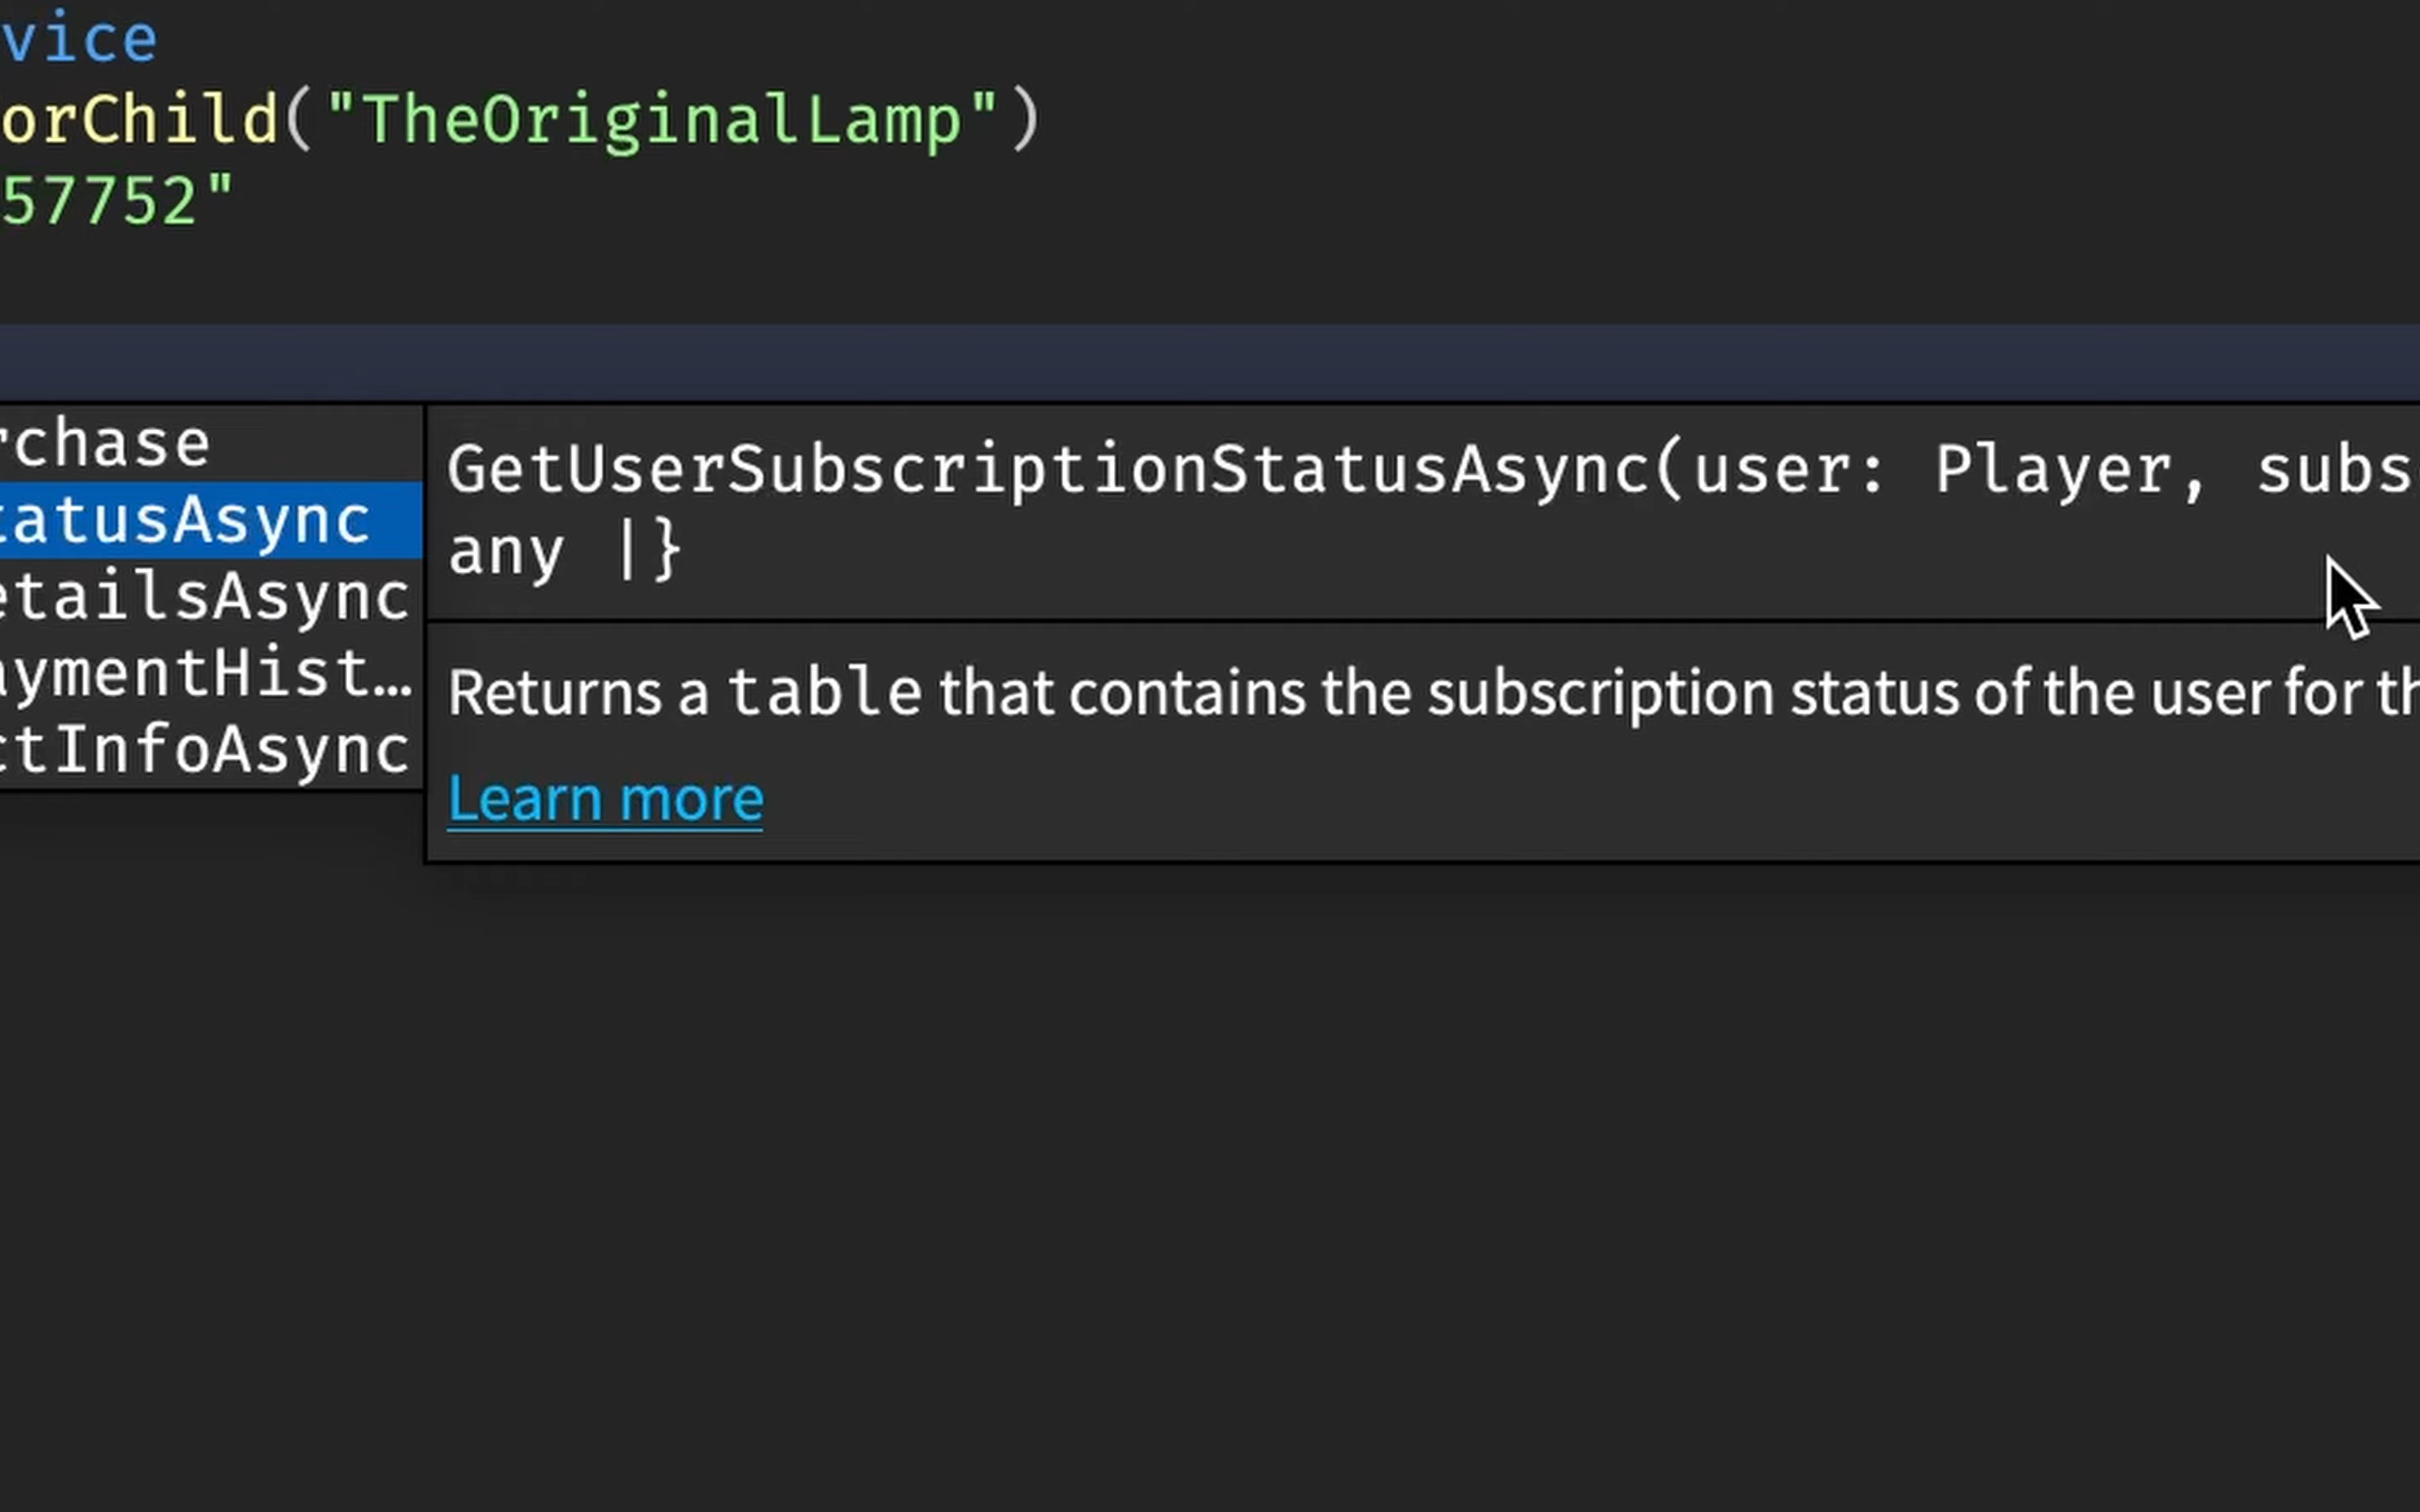 vice
orChild("TheOriginalLamp")
57752"
rchase
tatusAsync
etailsAsync
aymentHist…
ctInfoAsync
GetUserSubscriptionStatusAsync(user: Player, subs
any |}
Returns a table that contains the subscription status of the user for th
Learn more